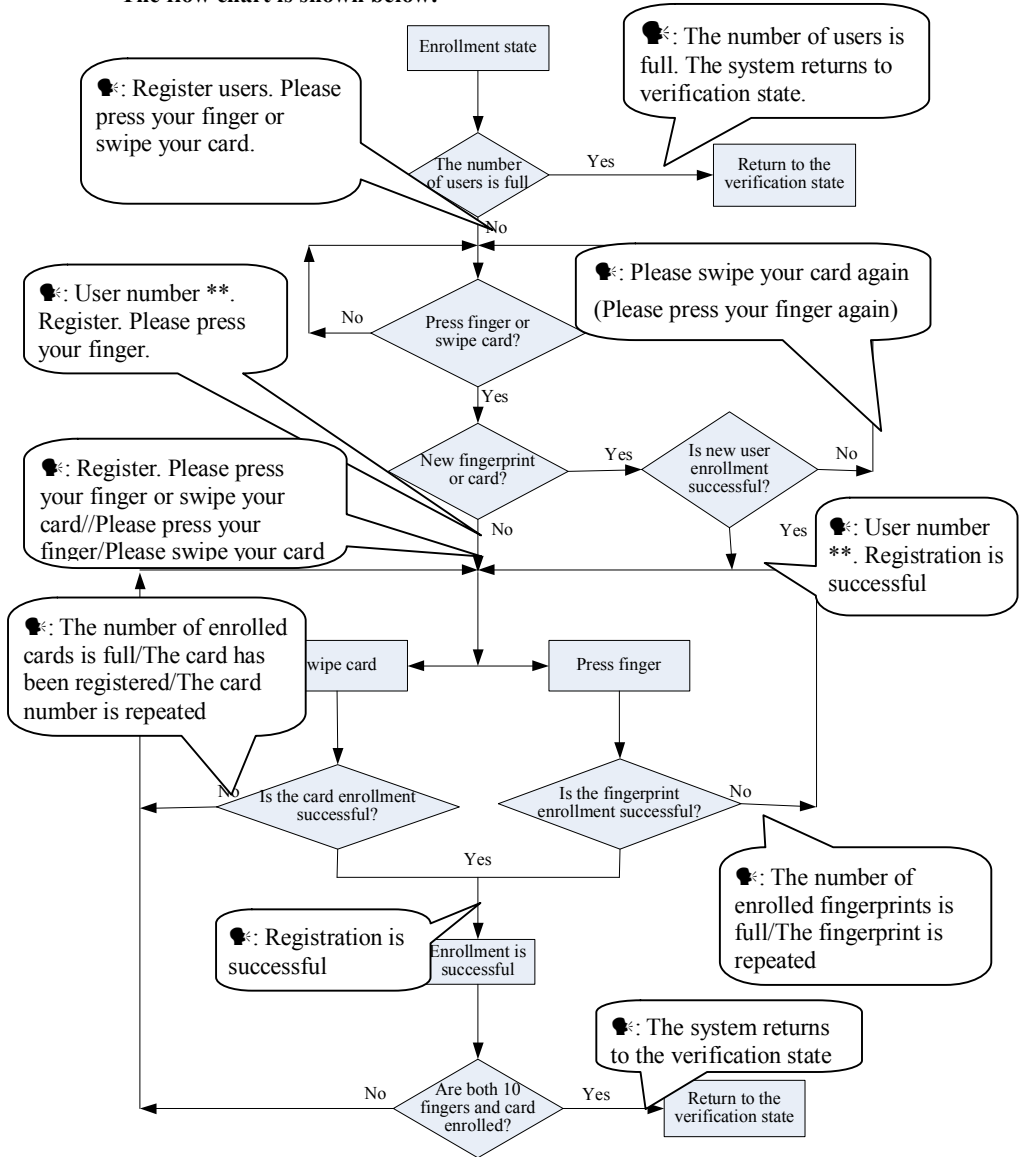 The flow chart is shown below:
Enrollment state
🗣: The number of users is
full. The system returns to
verification state.
🗣: Register users. Please
press your finger or
swipe your card.
The number
of users is full
Yes
Return to the
verification state
No
🗣: Please swipe your card again
(Please press your finger again)
🗣: User number **.
Register. Please press
your finger.
No
Press finger or
swipe card?
Yes
New fingerprint
or card?
Yes
Is new user
enrollment
successful?
No
🗣: Register. Please press
your finger or swipe your
card//Please press your
finger/Please swipe your card
No
Yes
🗣: User number
**. Registration is
successful
🗣: The number of enrolled
cards is full/The card has
been registered/The card
number is repeated
wipe card
Press finger
No
Is the card enrollment
successful?
Is the fingerprint
enrollment successful?
No
Yes
🗣: The number of
enrolled fingerprints is
full/The fingerprint is
repeated
🗣: Registration is
successful
Enrollment is
successful
🗣: The system returns
to the verification state
No
Are both 10
fingers and card
enrolled?
Yes
Return to the
verification state